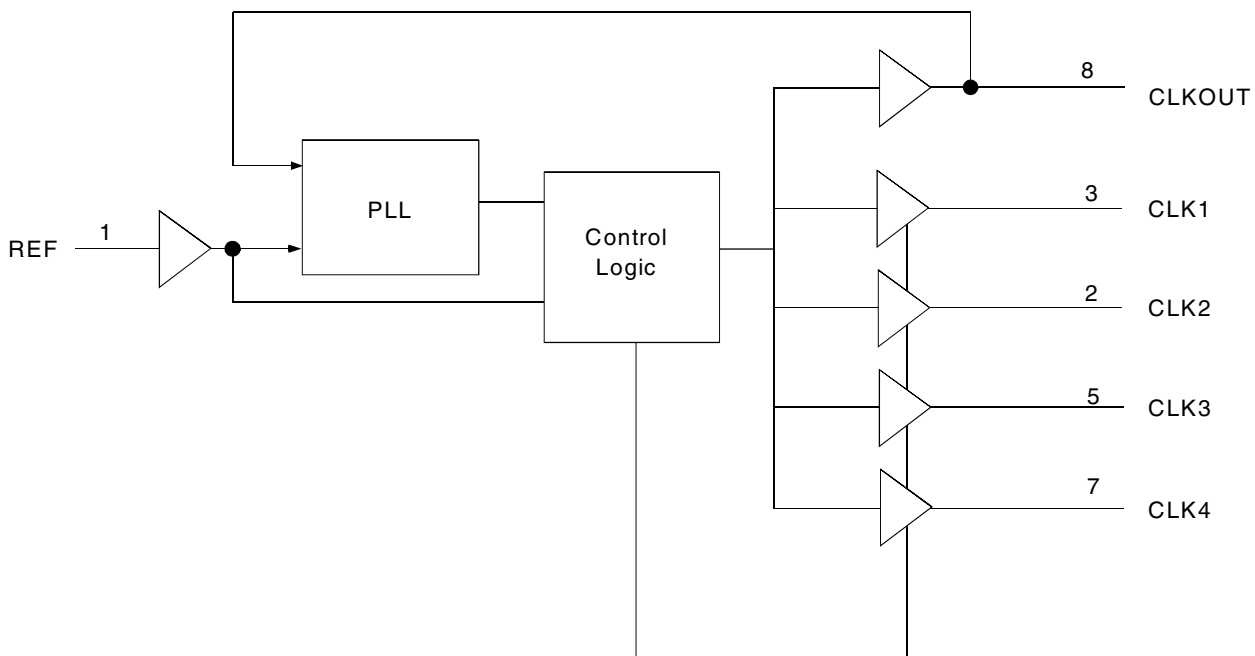 8
CLKOUT
PLL
3
CLK1
REF
1
Control
Logic
2
CLK2
5
CLK3
7
CLK4